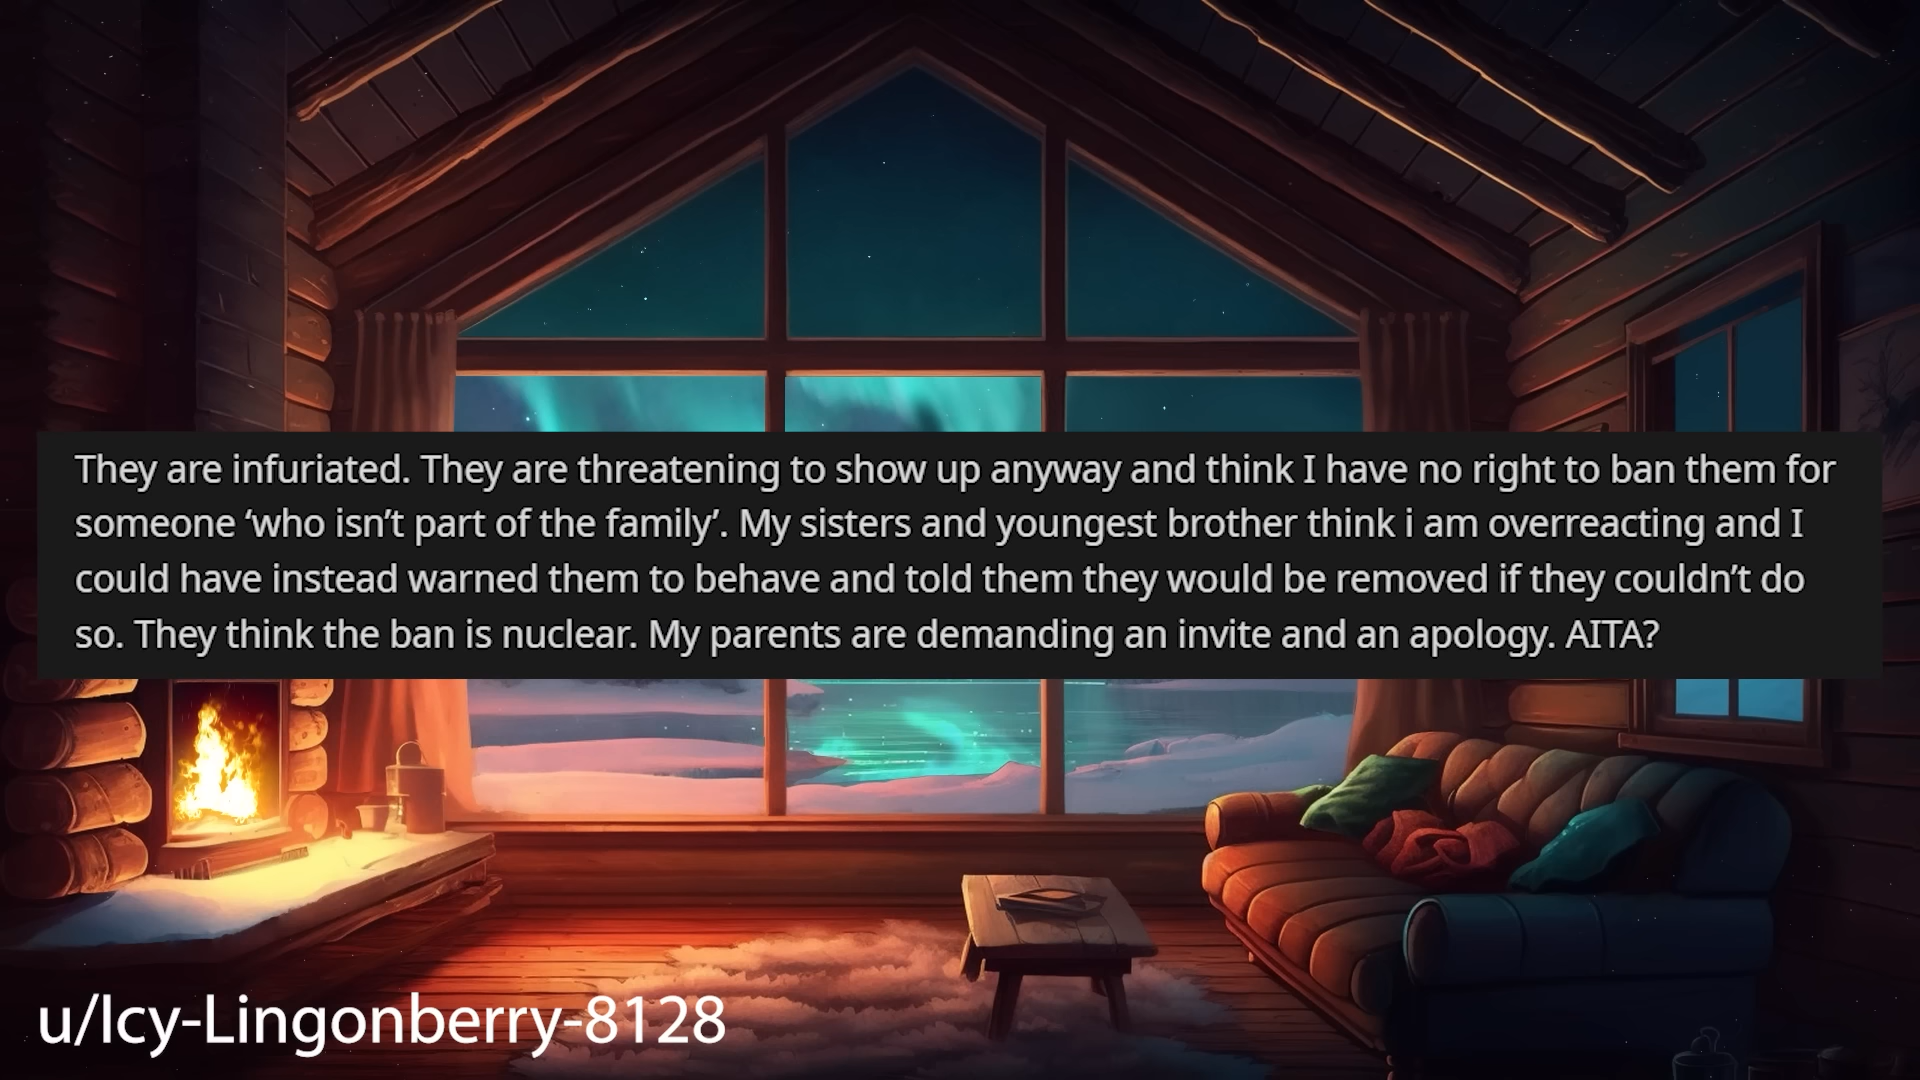 They are infuriated. They are threatening to show up anyway and think I have no right to ban them for
someone ‘who isn’t part of the family’. My sisters and youngest brother think i am overreacting and I
could have instead warned them to behave and told them they would be removed if they couldn’t do
so. They think the ban is nuclear. My parents are demanding an invite and an apology. AITA?
u/Icy-Lingonberry-8128